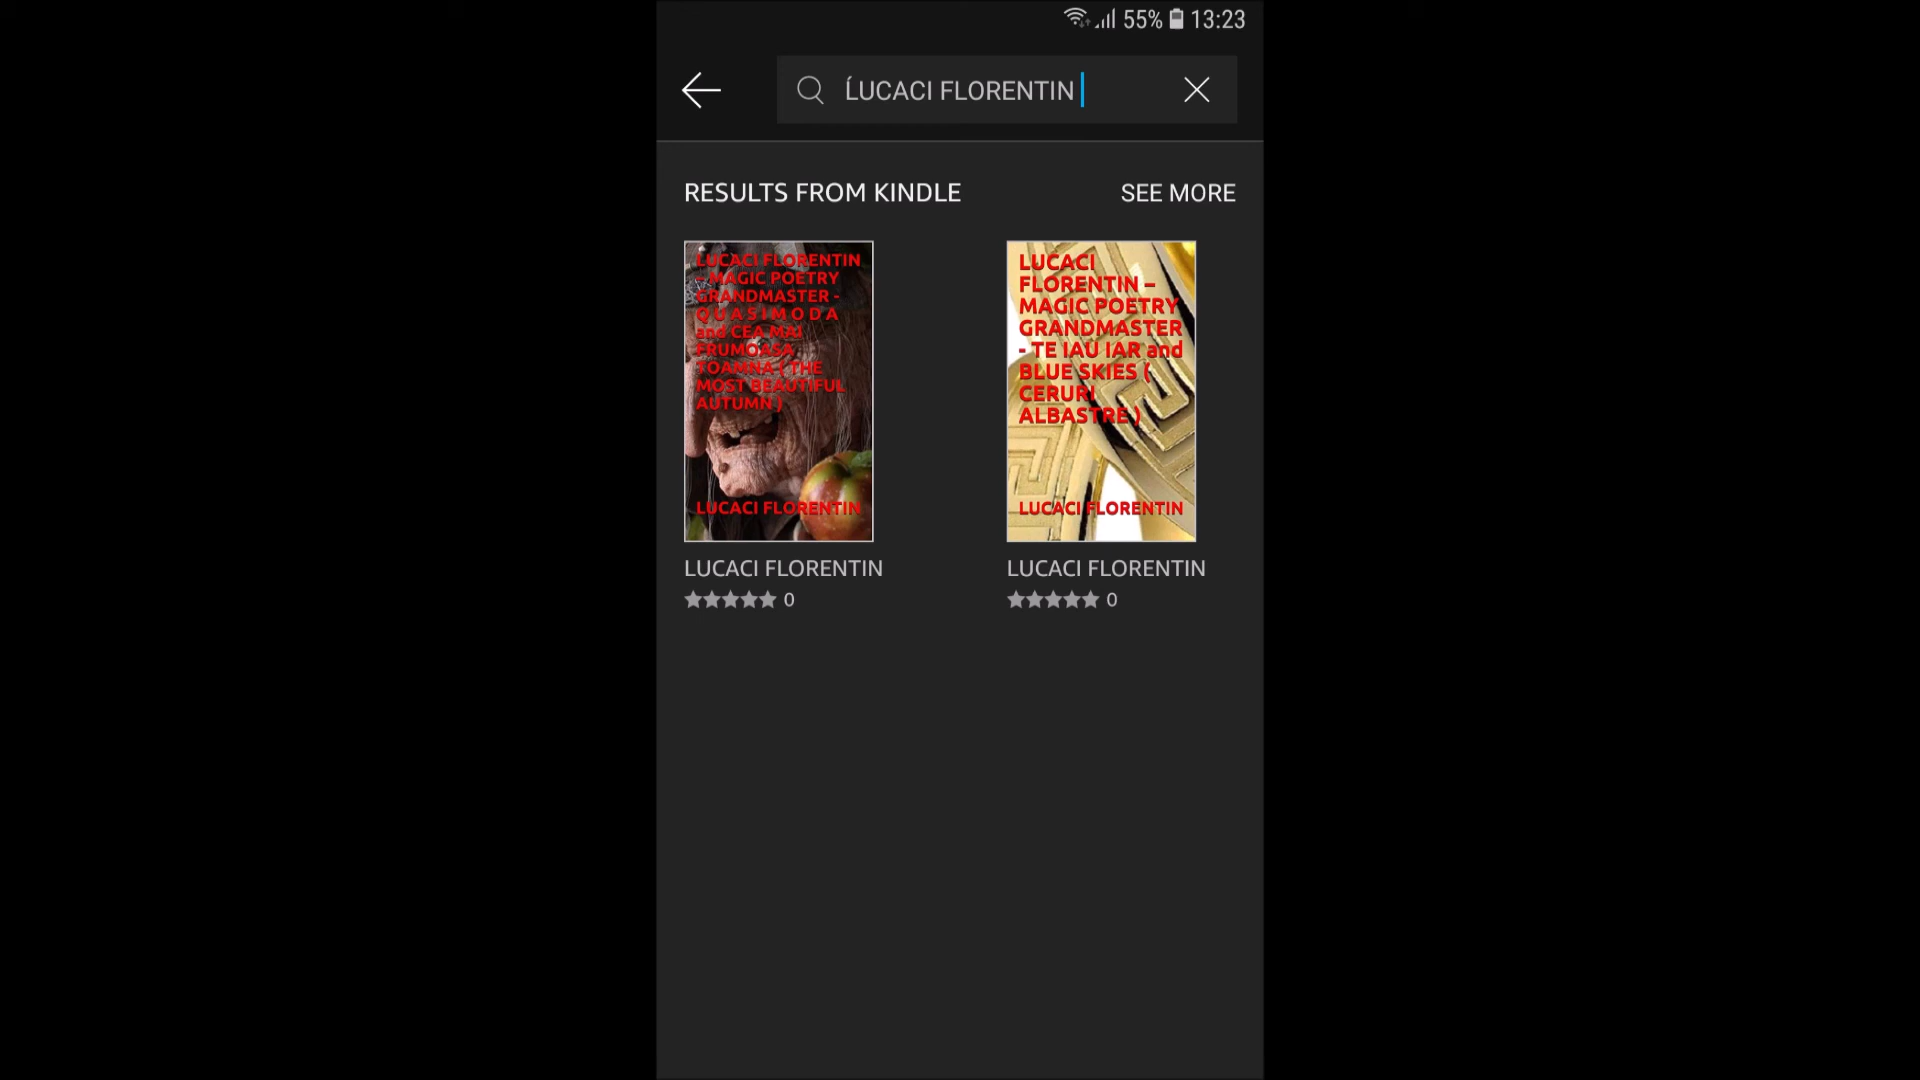 55% 13:23
ĹUCACI FLORENTIN
RESULTS FROM KINDLE
SEE MORE
LUCACI FLORENTIN
– MAGIC POETRY
GRANDMASTER -
Q U A S I M O D A
and CEA MAI
FRUMOASA
TOAMNA ( THE
MOST BEAUTIFUL
AUTUMN )
LUCACI FLORENTIN
LUCACI FLORENTIN
0
LUCACI
FLORENTIN –
MAGIC POETRY
GRANDMASTER
- TE IAU IAR and
BLUE SKIES (
CERURI
ALBASTRE )
LUCACI FLORENTIN
LUCACI FLORENTIN
0